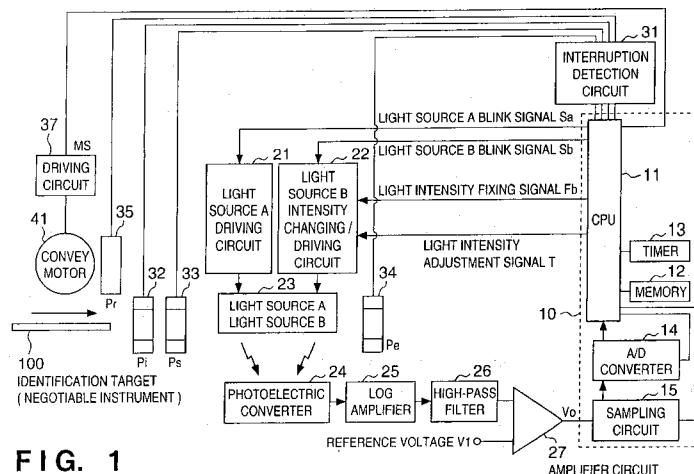 31
INTERRUPTION
DETECTION
CIRCUIT
LIGHT SOURCE A BLINK SIGNAL Sa
37
MS
21
22
LIGHT SOURCE B BLINK SIGNAL Sb
DRIVING
CIRCUIT
35
LIGHT
SOURCE A
DRIVING
CIRCUIT
LIGHT
SOURCE B
INTENSITY
CHANGING /
DRIVING
CIRCUIT
LIGHT INTENSITY FIXING SIGNAL Fb
CPU
11
41
CONVEY
MOTOR
32
33
34
LIGHT INTENSITY
ADJUSTMENT SIGNAL T
13
TIMER
12
MEMORY
Pr
23
LIGHT SOURCE A
LIGHT SOURCE B
10
100
Pi
Ps
Pe
14
A/D
CONVERTER
IDENTIFICATION TARGET
( NEGOTIABLE INSTRUMENT )
24
PHOTOELECTRIC
CONVERTER
25
LOG
AMPLIFIER
26
HIGH-PASS
FILTER
Vo
15
SAMPLING
CIRCUIT
REFERENCE VOLTAGE V1
27
FIG. 1
AMPLIFIER CIRCUIT